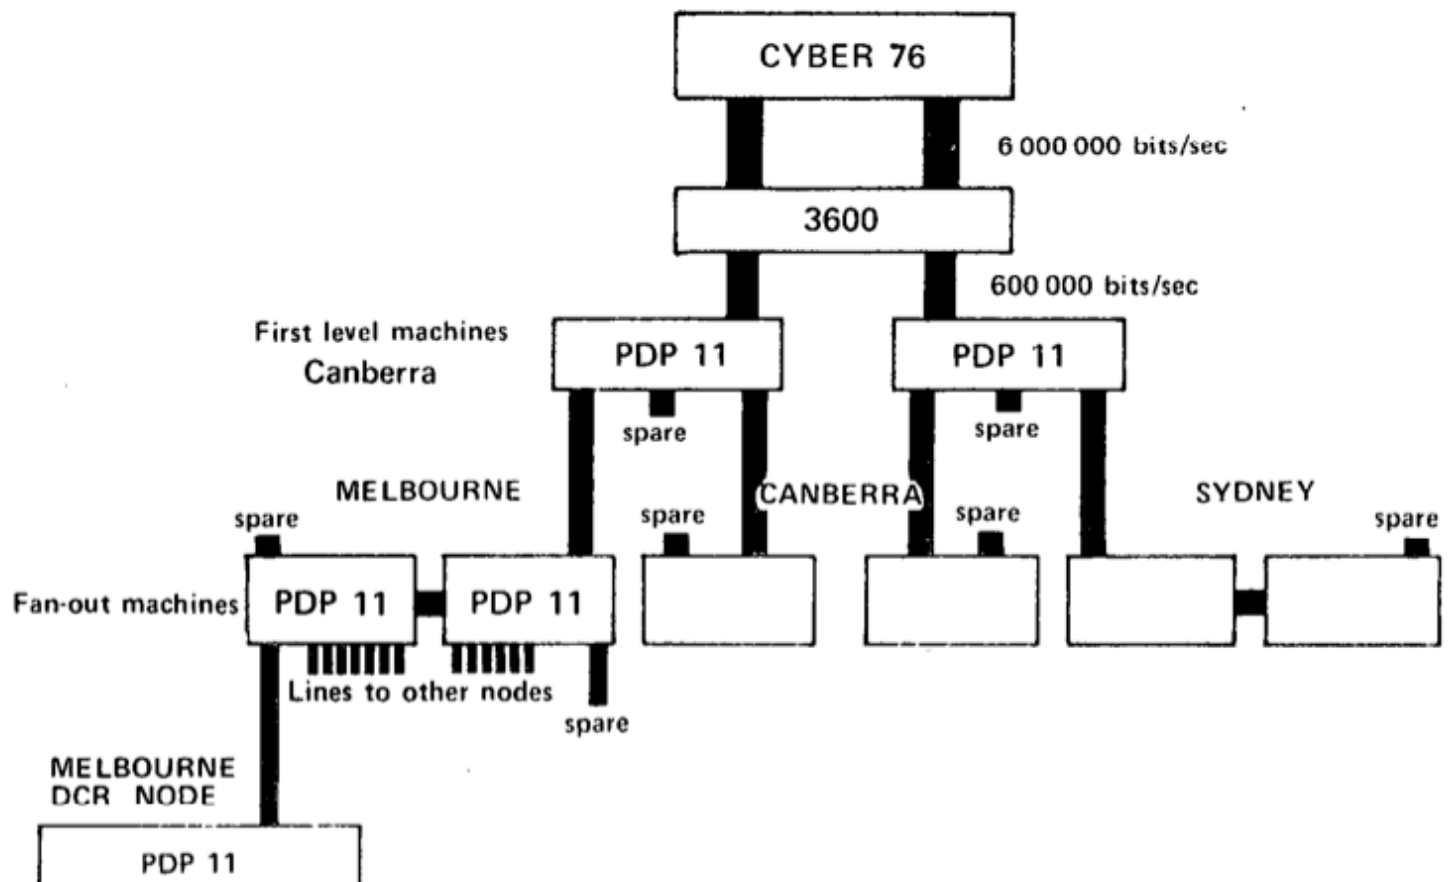 CYBER 76
6 000 000 bits/sec
3600
600 000 bits/sec
First level machines
Canberra
PDP 11
PDP 11
spare
spare
MELBOURNE
CANBERRA
SYDNEY
spare
spare
spare
spare
Fan-out machines
PDP 11
PDP 11
Lines to other nodes
spare
MELBOURNE
DCR NODE
PDP 11